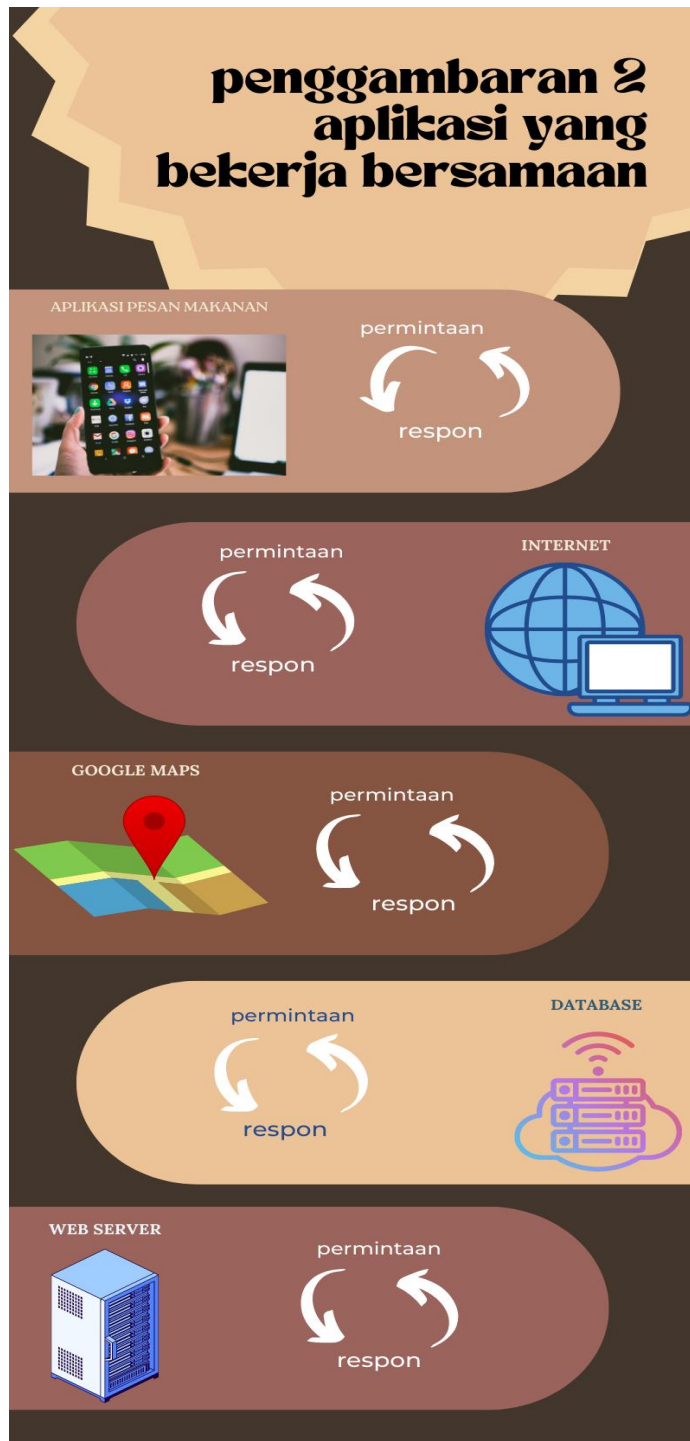 penggambaran 2
aplikasi yang
bekerja bersamaan
APLIKASI PESAN MAKANAN
permintaan
respon
INTERNET
permintaan
respon
GOOGLE MAPS
permintaan
respon
DATABASE
permintaan
respon
WEB SERVER
permintaan
respon